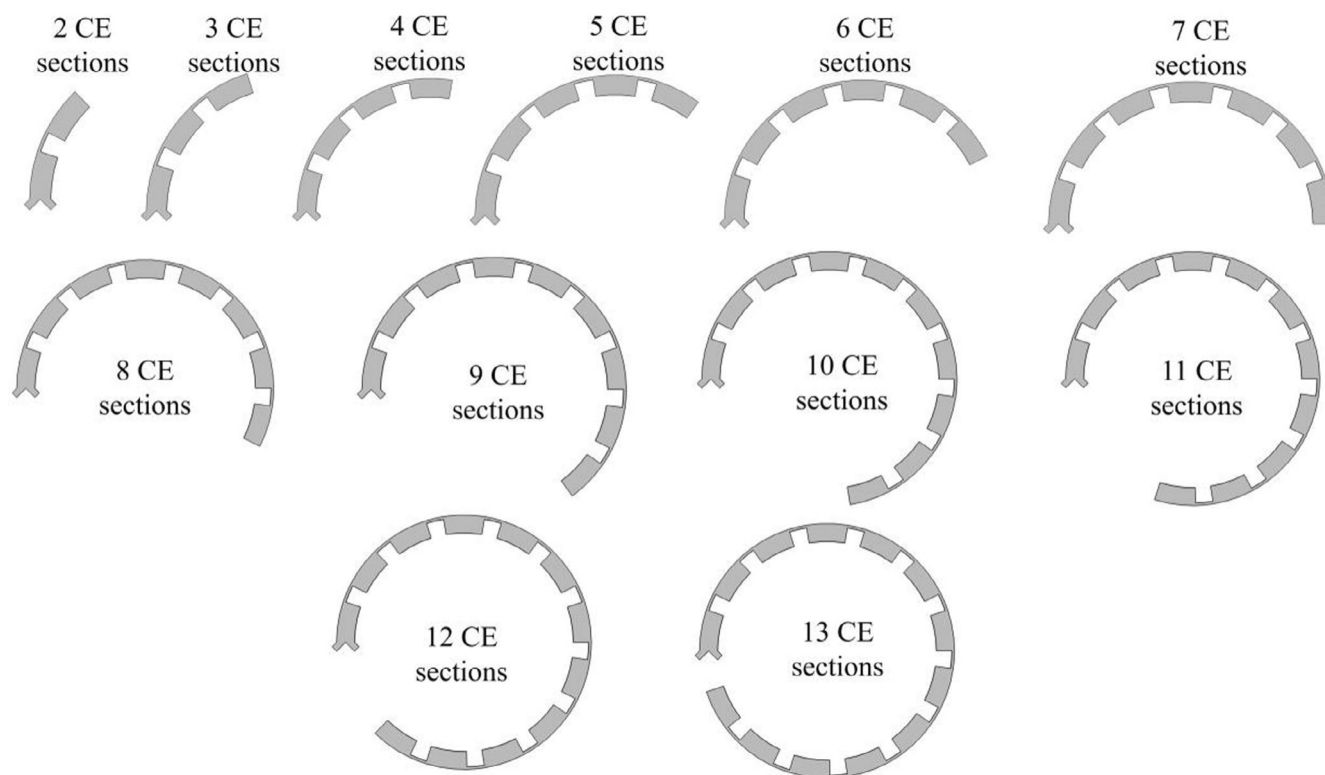 2 CE
sections
3 CE
sections
4 CE
sections
5 CE
sections
6 CE
sections
7 CE
sections
8 CE
sections
9 CE
sections
10 CE
sections
11 CE
sections
12 CE
sections
13 CE
sections